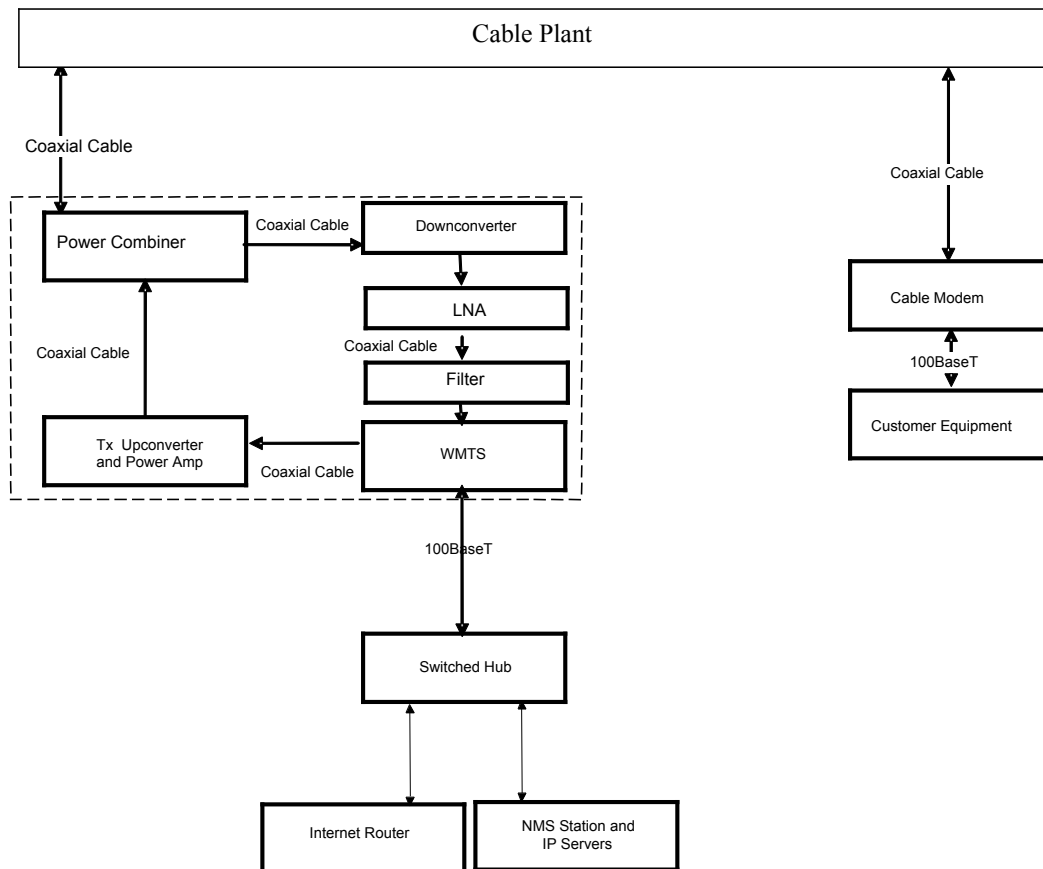 Cable Plant
Coaxial Cable
Coaxial Cable
Power Combiner
Coaxial Cable
Downconverter
LNA
Cable Modem
Coaxial Cable
Coaxial Cable
100BaseT
Filter
Customer Equipment
Tx Upconverter
and Power Amp
Coaxial Cable
WMTS
100BaseT
Switched Hub
Internet Router
NMS Station and
IP Servers